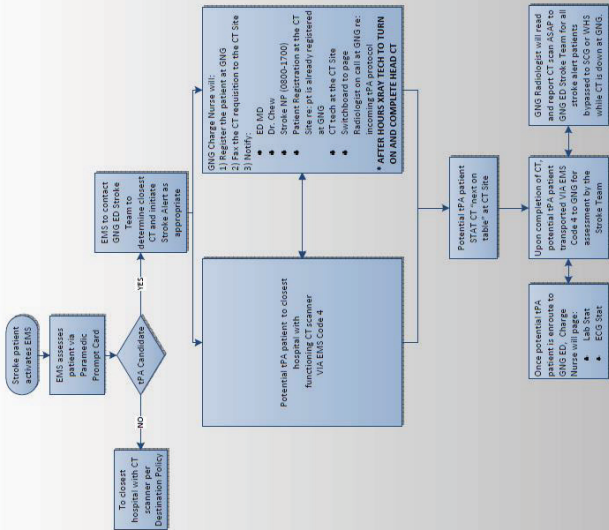 Stroke patient
activates EMS
EMS assesses
patient via
Paramedic
Prompt Card
tPA Candidate
NO
YES
To closest
hospital with CT
scanner per
Destination Policy
EMS to contact
GNG ED Stroke
Team to
determine closest
CT and initiate
Stroke Alert as
appropriate
Potential tPA patient to closest
hospital with
functioning CT scanner
VIA EMS Code 4
GNG Charge Nurse will:
1) Register the patient at GNG
2) Fax the CT requisition to the CT Site
3) Notify:
ED MD
Dr. Chew
Stroke NP (0800-1700)
Patient Registration at the CT
Site re: pt is already registered
at GNG
CT tech at the CT Site
Switchboard to page
Radiologist on call at GNG re:
incoming tPA protocol
* AFTER HOURS XRAY TECH TO TURN
ON AND COMPLETE HEAD CT
Potential tPA patient
STAT CT "next on
table" at CT Site
Once potential tPA
patient is enroute to
GNG ED, Charge
Nurse will page:
Lab Stat
ECG Stat
Upon completion of CT,
potential tPA patient
transported VIA EMS
Code 4 to GNG for
assessment by the
Stroke Team
GNG Radiologist will read
and report CT scan ASAP to
GNG ED Stroke Team for all
stroke alert patients
bypassed to SCG or WHS
while CT is down at GNG.